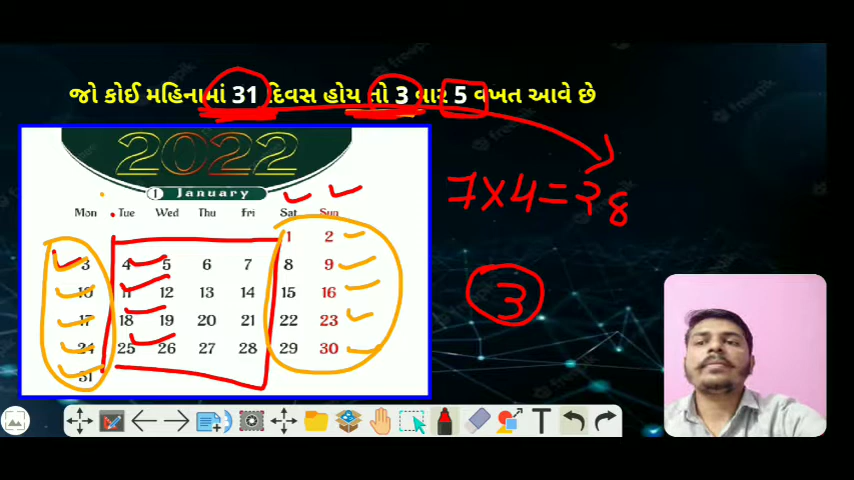 જો કોઈ મહિનામાં 31 દિવસ હોય તો 3 વાર 5 વખત આવે છે
2022
1 January
Mon Tue Wed Thu Fri Sat Sun
1 2
3 4 5 6 7 8 9
10 11 12 13 14 15 16
17 18 19 20 21 22 23
24 25 26 27 28 29 30
31
7×4=28
3
T